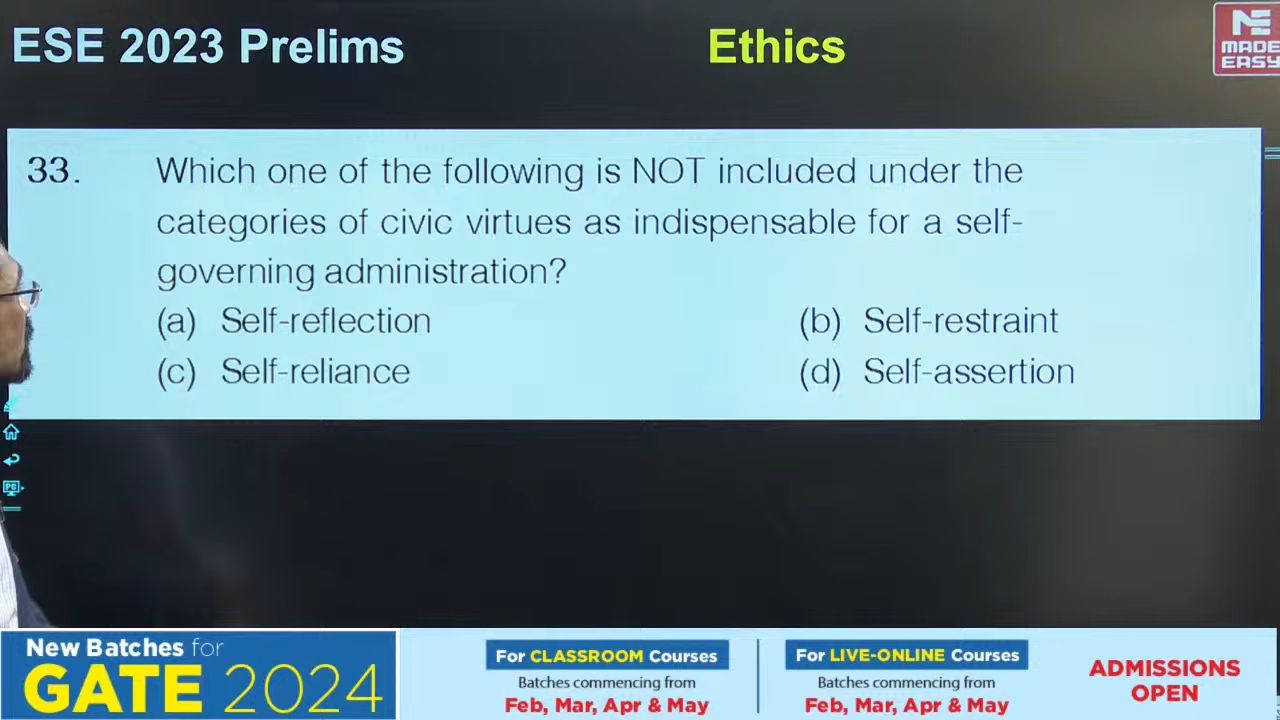 ESE 2023 Prelims
Ethics
ME
MADE
EASY
33. Which one of the following is NOT included under the
categories of civic virtues as indispensable for a self-
governing administration?
(a) Self-reflection (b) Self-restraint
(c) Self-reliance (d) Self-assertion
PC
New Batches for
GATE 2024
For CLASSROOM Courses
Batches commencing from
Feb, Mar, Apr & May
For LIVE-ONLINE Courses
Batches commencing from
Feb, Mar, Apr & May
ADMISSIONS
OPEN